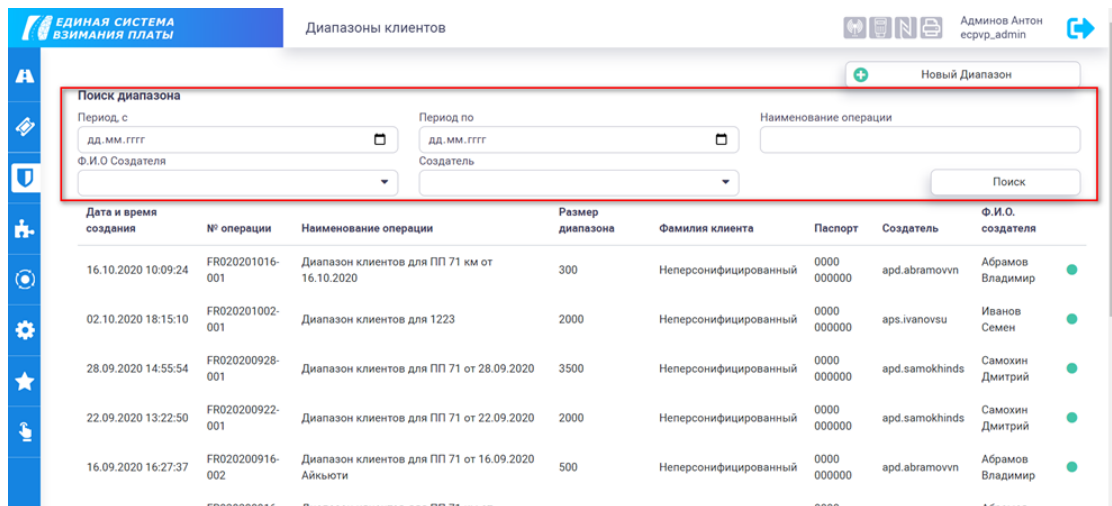 ЕДИНАЯ СИСТЕМА
ВЗИМАНИЯ ПЛАТЫ
Диапазоны клиентов
Админов Антон
ecpvp_admin
Новый Диапазон
Поиск диапазона
Период, с
Период по
Наименование операции
дд.мм.гггг
дд.мм.гггг
Ф.И.О Создателя
Создатель
Поиск
Дата и время
создания
№ операции
Наименование операции
Размер
диапазона
Фамилия клиента
Паспорт
Создатель
Ф.И.О.
создателя
16.10.2020 10:09:24
FR020201016-
001
Диапазон клиентов для ПП 71 км от
16.10.2020
300
Неперсонифицированный
0000
000000
apd.abramovvn
Абрамов
Владимир
02.10.2020 18:15:10
FR020201002-
001
Диапазон клиентов для 1223
2000
Неперсонифицированный
0000
000000
aps.ivanovsu
Иванов
Семен
28.09.2020 14:55:54
FR020200928-
001
Диапазон клиентов для ПП 71 от 28.09.2020
3500
Неперсонифицированный
0000
000000
apd.samokhinds
Самохин
Дмитрий
22.09.2020 13:22:50
FR020200922-
001
Диапазон клиентов для ПП 71 от 22.09.2020
2000
Неперсонифицированный
0000
000000
apd.samokhinds
Самохин
Дмитрий
16.09.2020 16:27:37
FR020200916-
002
Диапазон клиентов для ПП 71 от 16.09.2020
Айкьюти
500
Неперсонифицированный
0000
000000
apd.abramovvn
Абрамов
Владимир